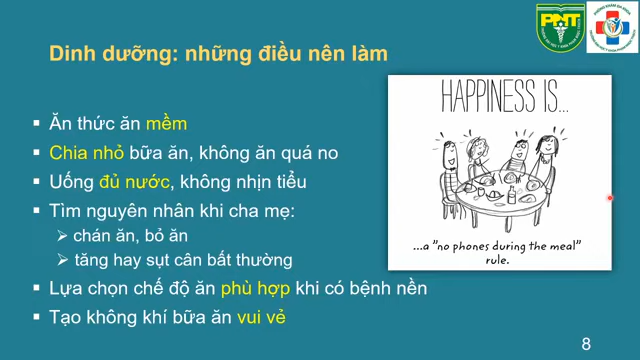 PNT
Dinh dưỡng: những điều nên làm
Ăn thức ăn mềm
Chia nhỏ bữa ăn, không ăn quá no
Uống đủ nước, không nhịn tiểu
Tìm nguyên nhân khi cha mẹ:
chán ăn, bỏ ăn
tăng hay sụt cân bất thường
Lựa chọn chế độ ăn phù hợp khi có bệnh nền
Tạo không khí bữa ăn vui vẻ
HAPPINESS IS...
...a "no phones during the meal"
rule.
8